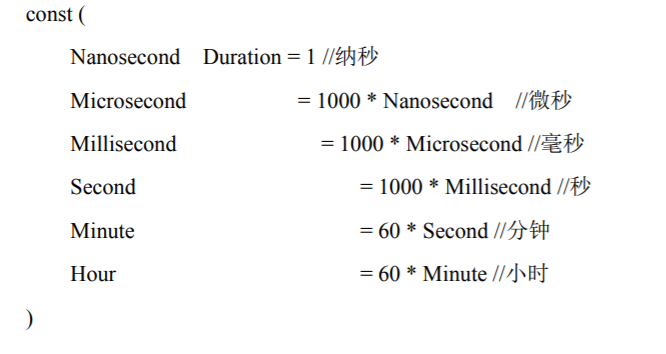 const (
Nanosecond Duration = 1 //纳秒
Microsecond = 1000 * Nanosecond //微秒
Millisecond = 1000 * Microsecond //毫秒
Second = 1000 * Millisecond //秒
Minute = 60 * Second //分钟
Hour = 60 * Minute //小时
)